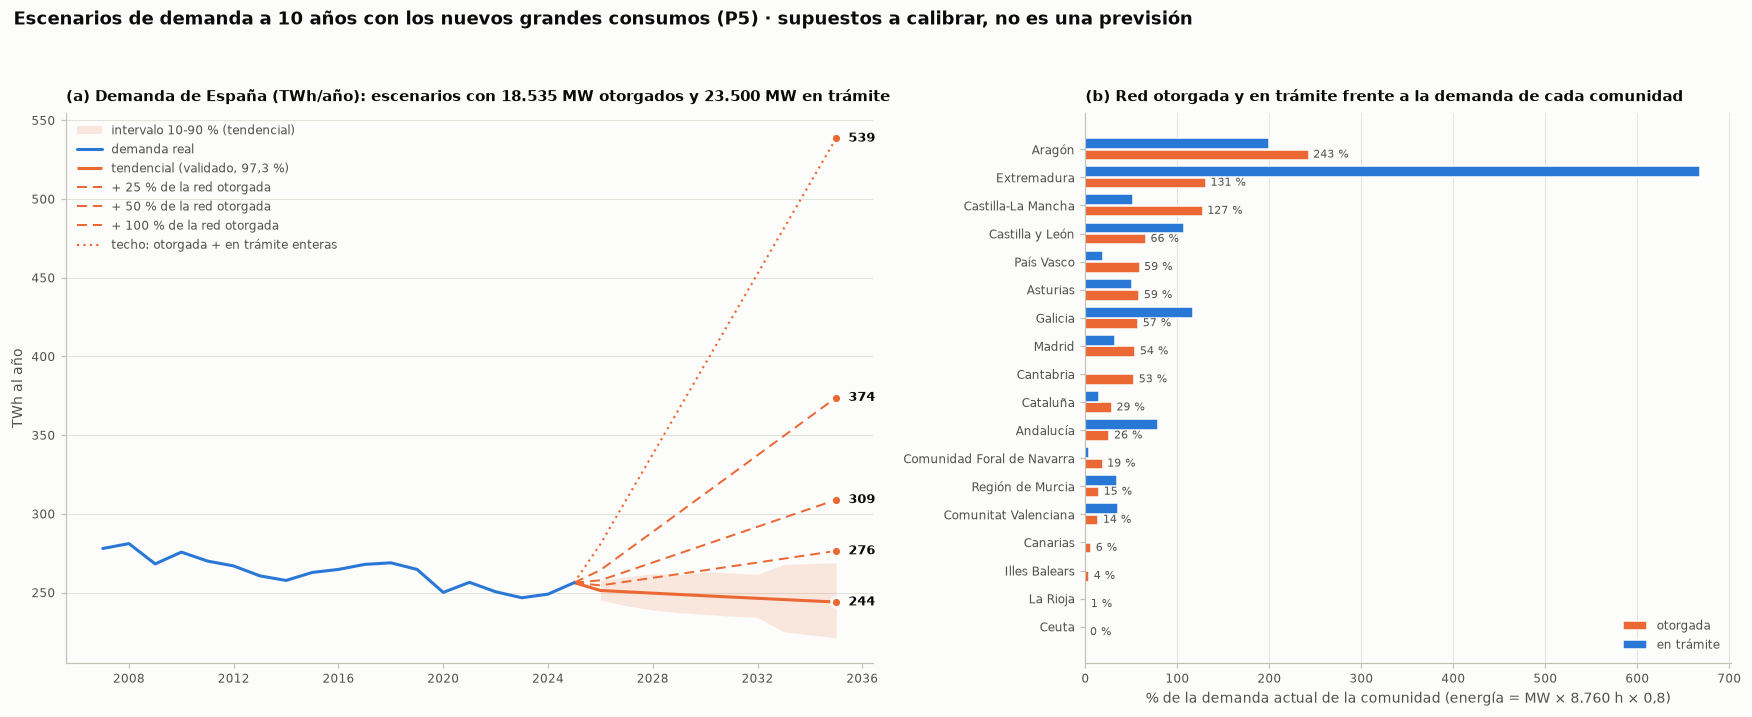 Escenarios de demanda a 10 años con los nuevos grandes consumos (P5) · supuestos a calibrar, no es una previsión
(a) Demanda de España (TWh/año): escenarios con 18.535 MW otorgados y 23.500 MW en trámite
550
500
450
400
350
300
250
TWh al año
intervalo 10-90 % (tendencial)
demanda real
tendencial (validado, 97,3 %)
+ 25 % de la red otorgada
+ 50 % de la red otorgada
+ 100 % de la red otorgada
techo: otorgada + en trámite enteras
539
374
309
276
244
2008
2012
2016
2020
2024
2028
2032
2036
(b) Red otorgada y en trámite frente a la demanda de cada comunidad
Aragón
243 %
Extremadura
131 %
Castilla-La Mancha
127 %
Castilla y León
66 %
País Vasco
59 %
Asturias
59 %
Galicia
57 %
Madrid
54 %
Cantabria
53 %
Cataluña
29 %
Andalucía
26 %
Comunidad Foral de Navarra
19 %
Región de Murcia
15 %
Comunitat Valenciana
14 %
Canarias
6 %
Illes Balears
4 %
La Rioja
1 %
Ceuta
0 %
otorgada
en trámite
0
100
200
300
400
500
600
700
% de la demanda actual de la comunidad (energía = MW × 8.760 h × 0,8)